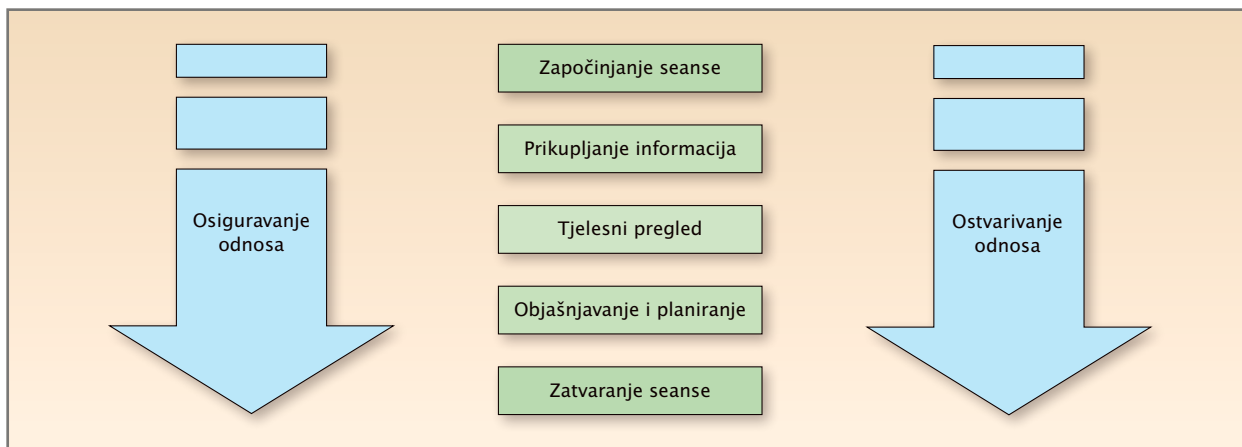 Započinjanje seanse
Prikupljanje informacija
Osiguravanje
odnosa
Tjelesni pregled
Ostvarivanje
odnosa
Objašnjavanje i planiranje
Zatvaranje seanse